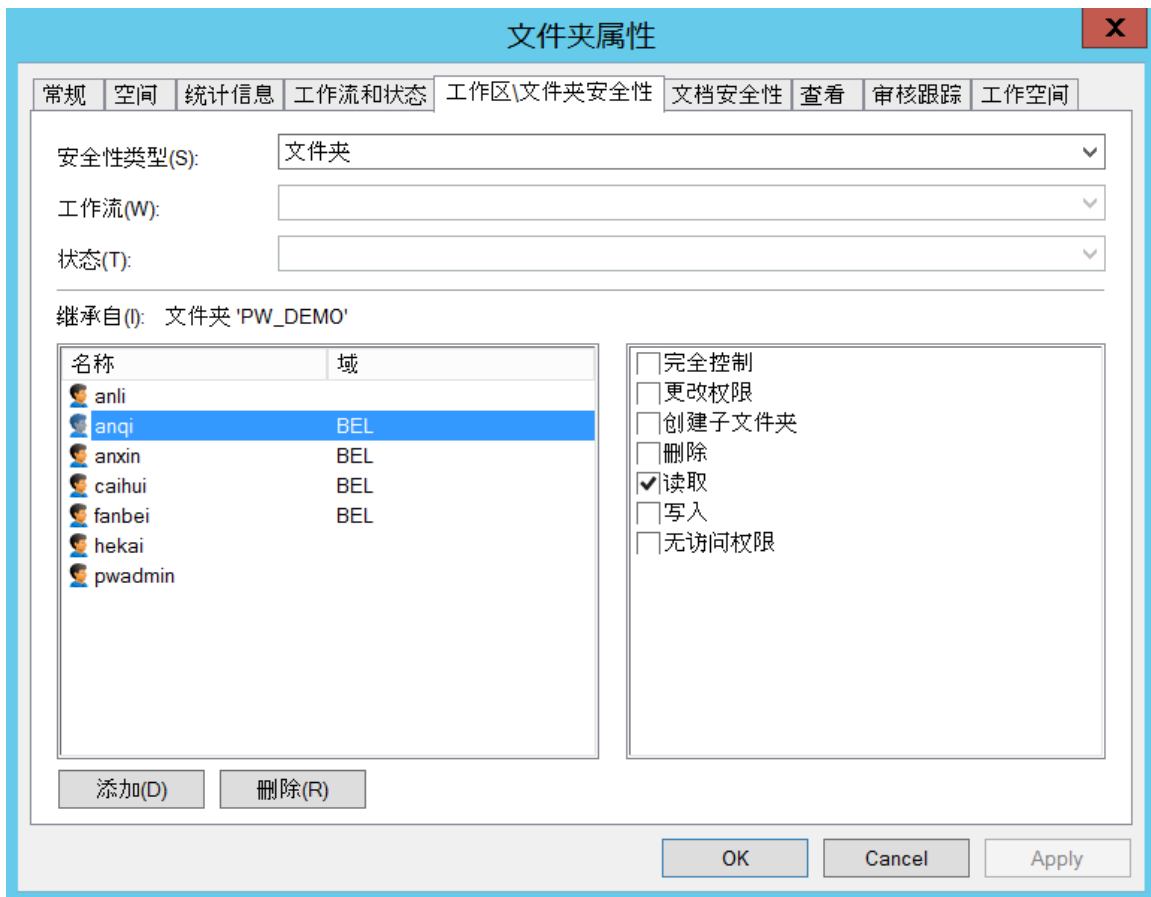 文件夹属性
X
常规 空间 统计信息 工作流和状态 工作区\文件夹安全性 文档安全性 查看 审核跟踪 工作空间
安全性类型(S): 文件夹
工作流(W):
状态(T):
继承自(I): 文件夹 'PW_DEMO'
名称 域
anli
anqi BEL
anxin BEL
caihui BEL
fanbei BEL
hekai
pwadmin
完全控制
更改权限
创建子文件夹
删除
读取
写入
无访问权限
添加(D) 删除(R)
OK Cancel Apply